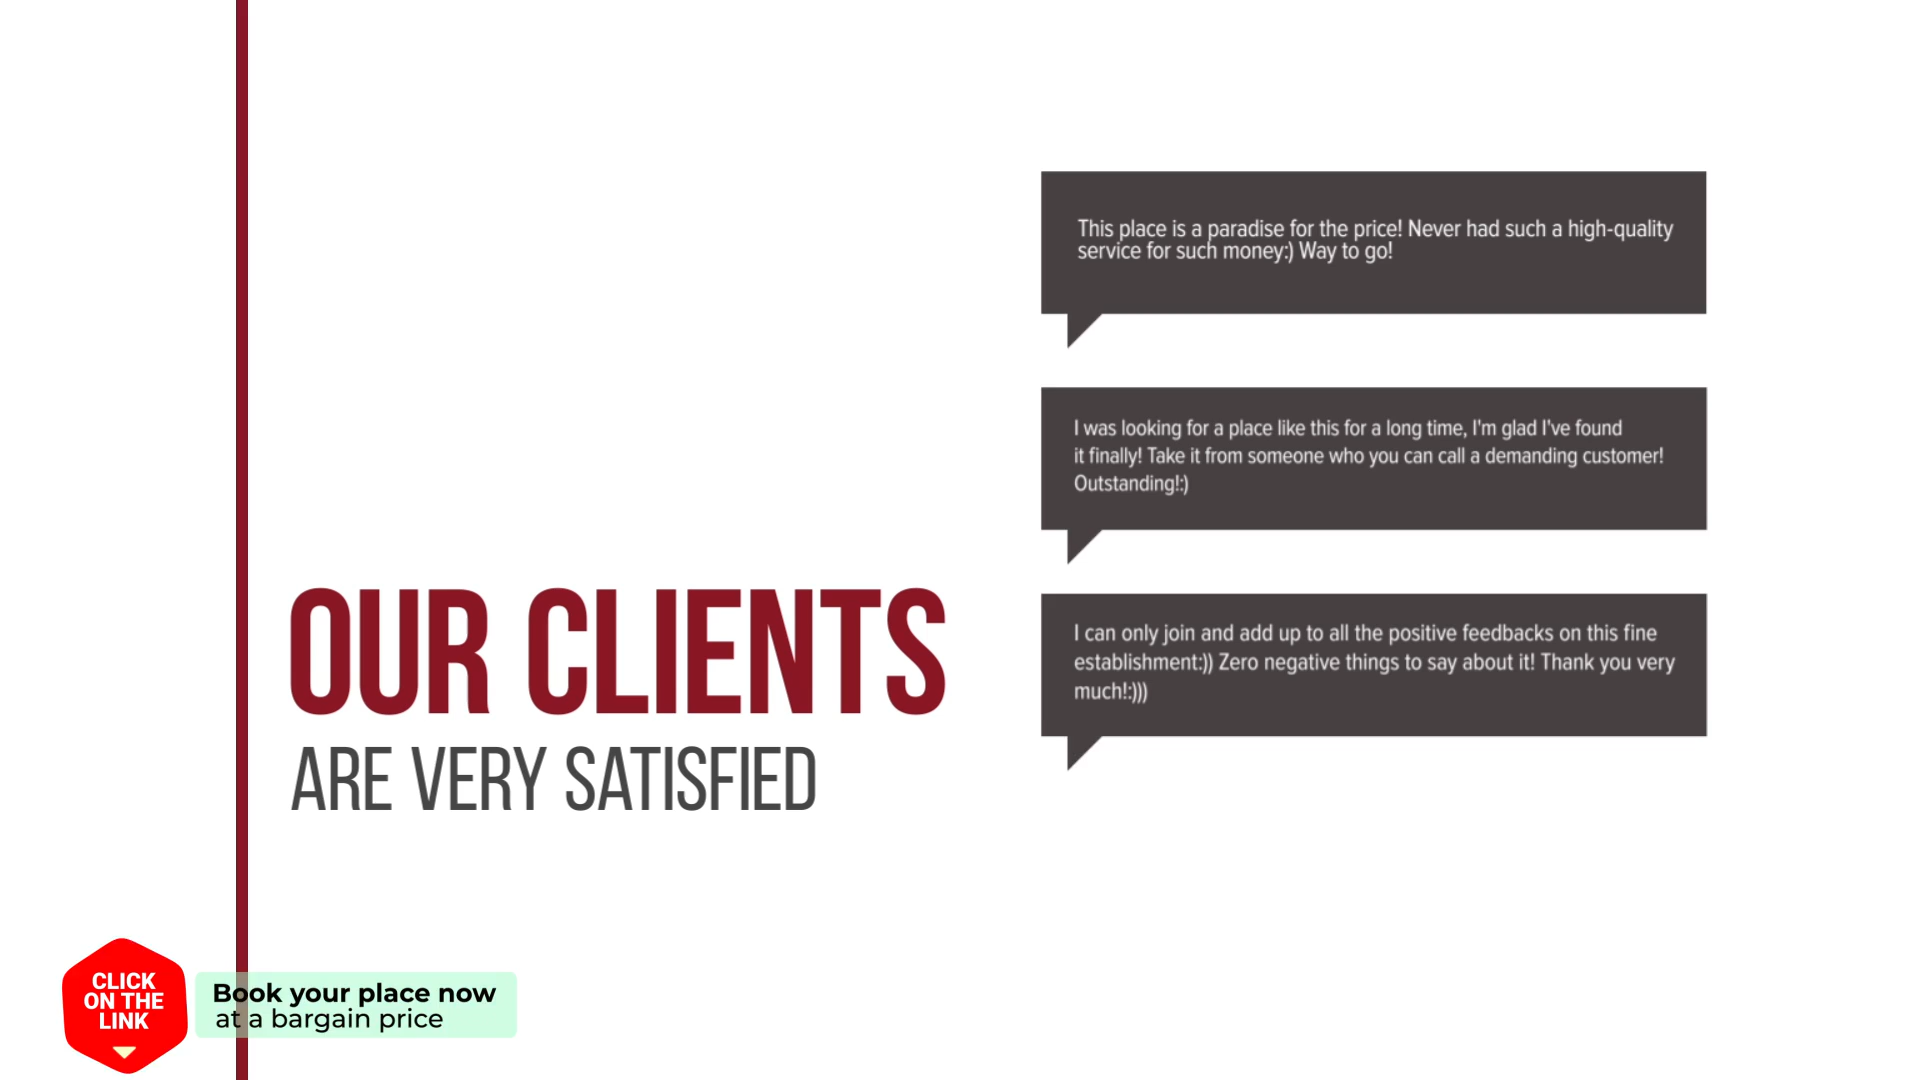 This place is a paradise for the price! Never had such a high-quality
service for such money:) Way to go!
I was looking for a place like this for a long time, I'm glad I've found
it finally! Take it from someone who you can call a demanding customer!
Outstanding!:)
I can only join and add up to all the positive feedbacks on this fine
establishment:)) Zero negative things to say about it! Thank you very
much!:)))
OUR CLIENTS
ARE VERY SATISFIED
CLICK
ON THE
LINK
Book your place now
at a bargain price